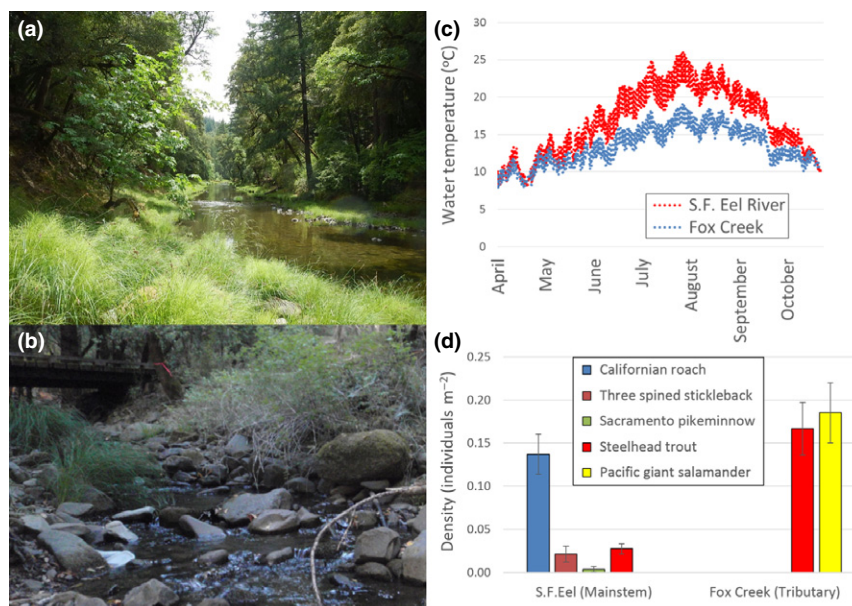 (a)
(b)
(c)
Water temperature (°C)
30
25
20
15
10
5
0
S.F. Eel River
Fox Creek
April
May
June
July
August
September
October
(d)
Density (Individuals m⁻²)
0.25
0.20
0.15
0.10
0.05
0.00
Californian roach
Three spined stickleback
Sacramento pikeminnow
Steelhead trout
Pacific giant salamander
S.F.Eel (Mainstem)
Fox Creek (Tributary)